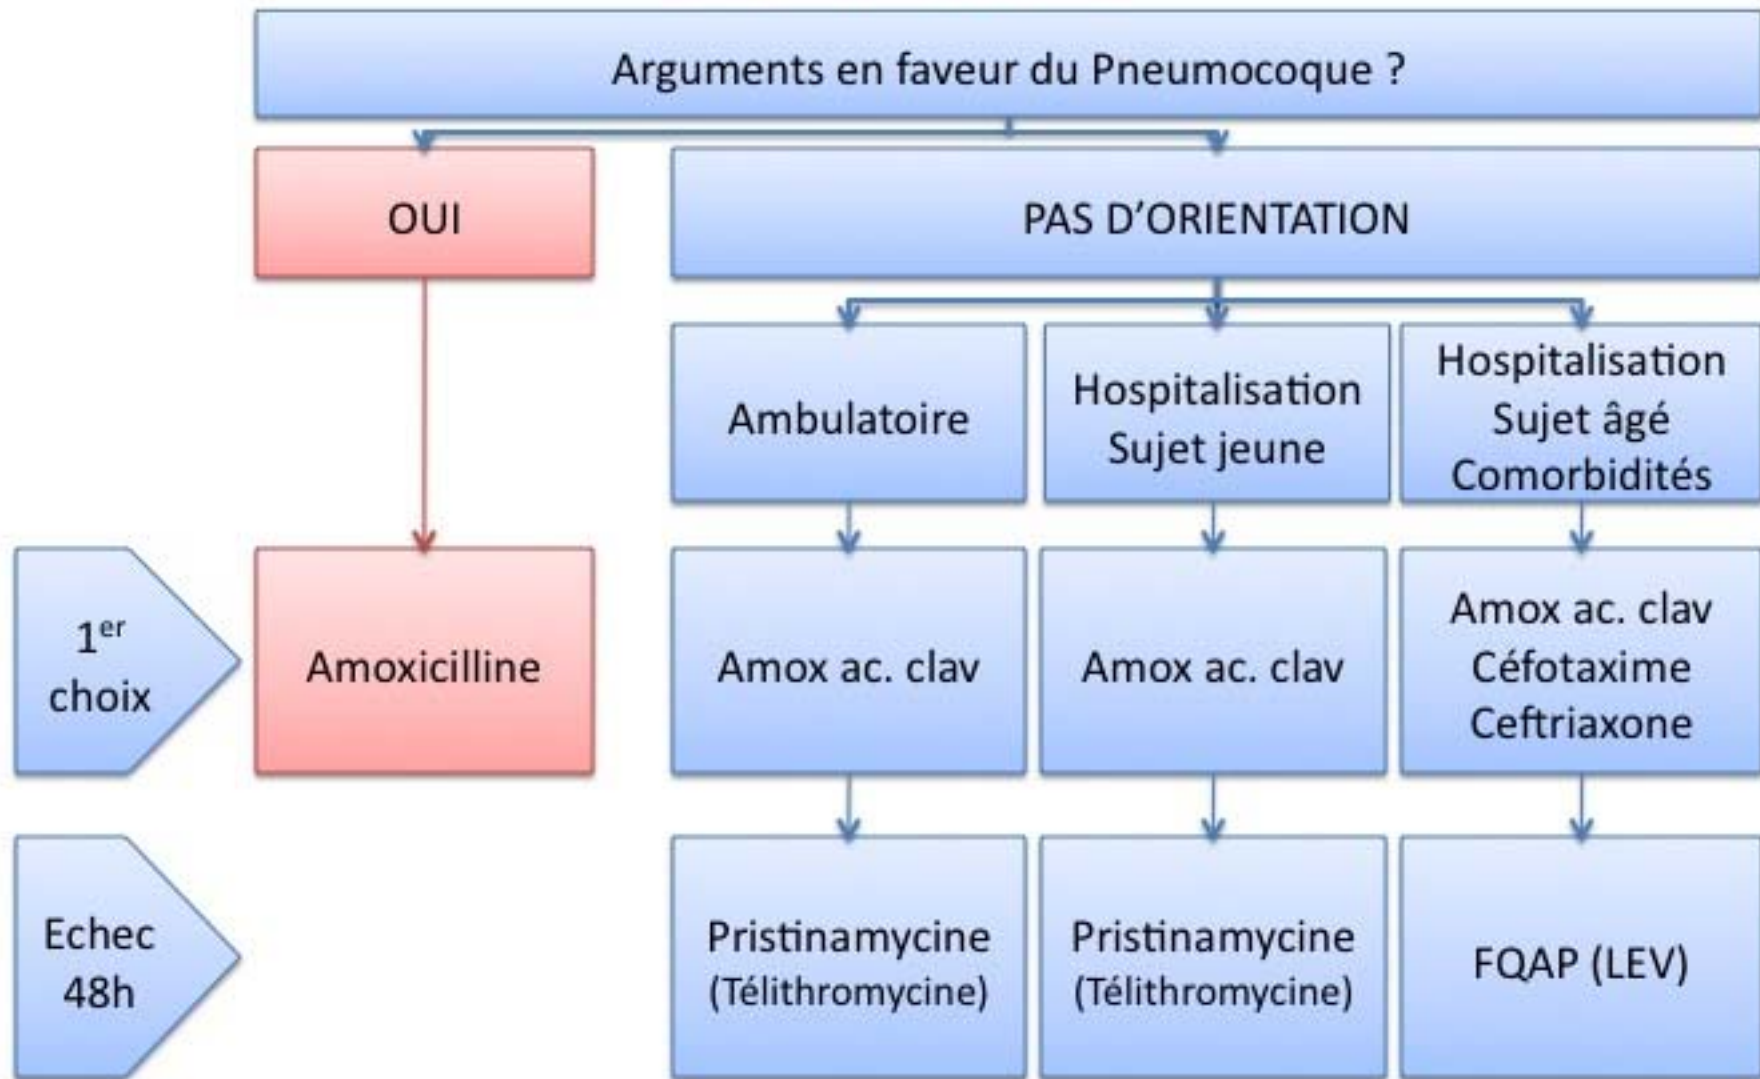 Arguments en faveur du Pneumocoque ?
OUI
PAS D'ORIENTATION
Ambulatoire
Hospitalisation
Sujet jeune
Hospitalisation
Sujet âgé
Comorbidités
1er
choix
Amoxicilline
Amox ac. clav
Amox ac. clav
Amox ac. clav
Céfotaxime
Ceftriaxone
Echec
48h
Pristinamycine
(Télithromycine)
Pristinamycine
(Télithromycine)
FQAP (LEV)